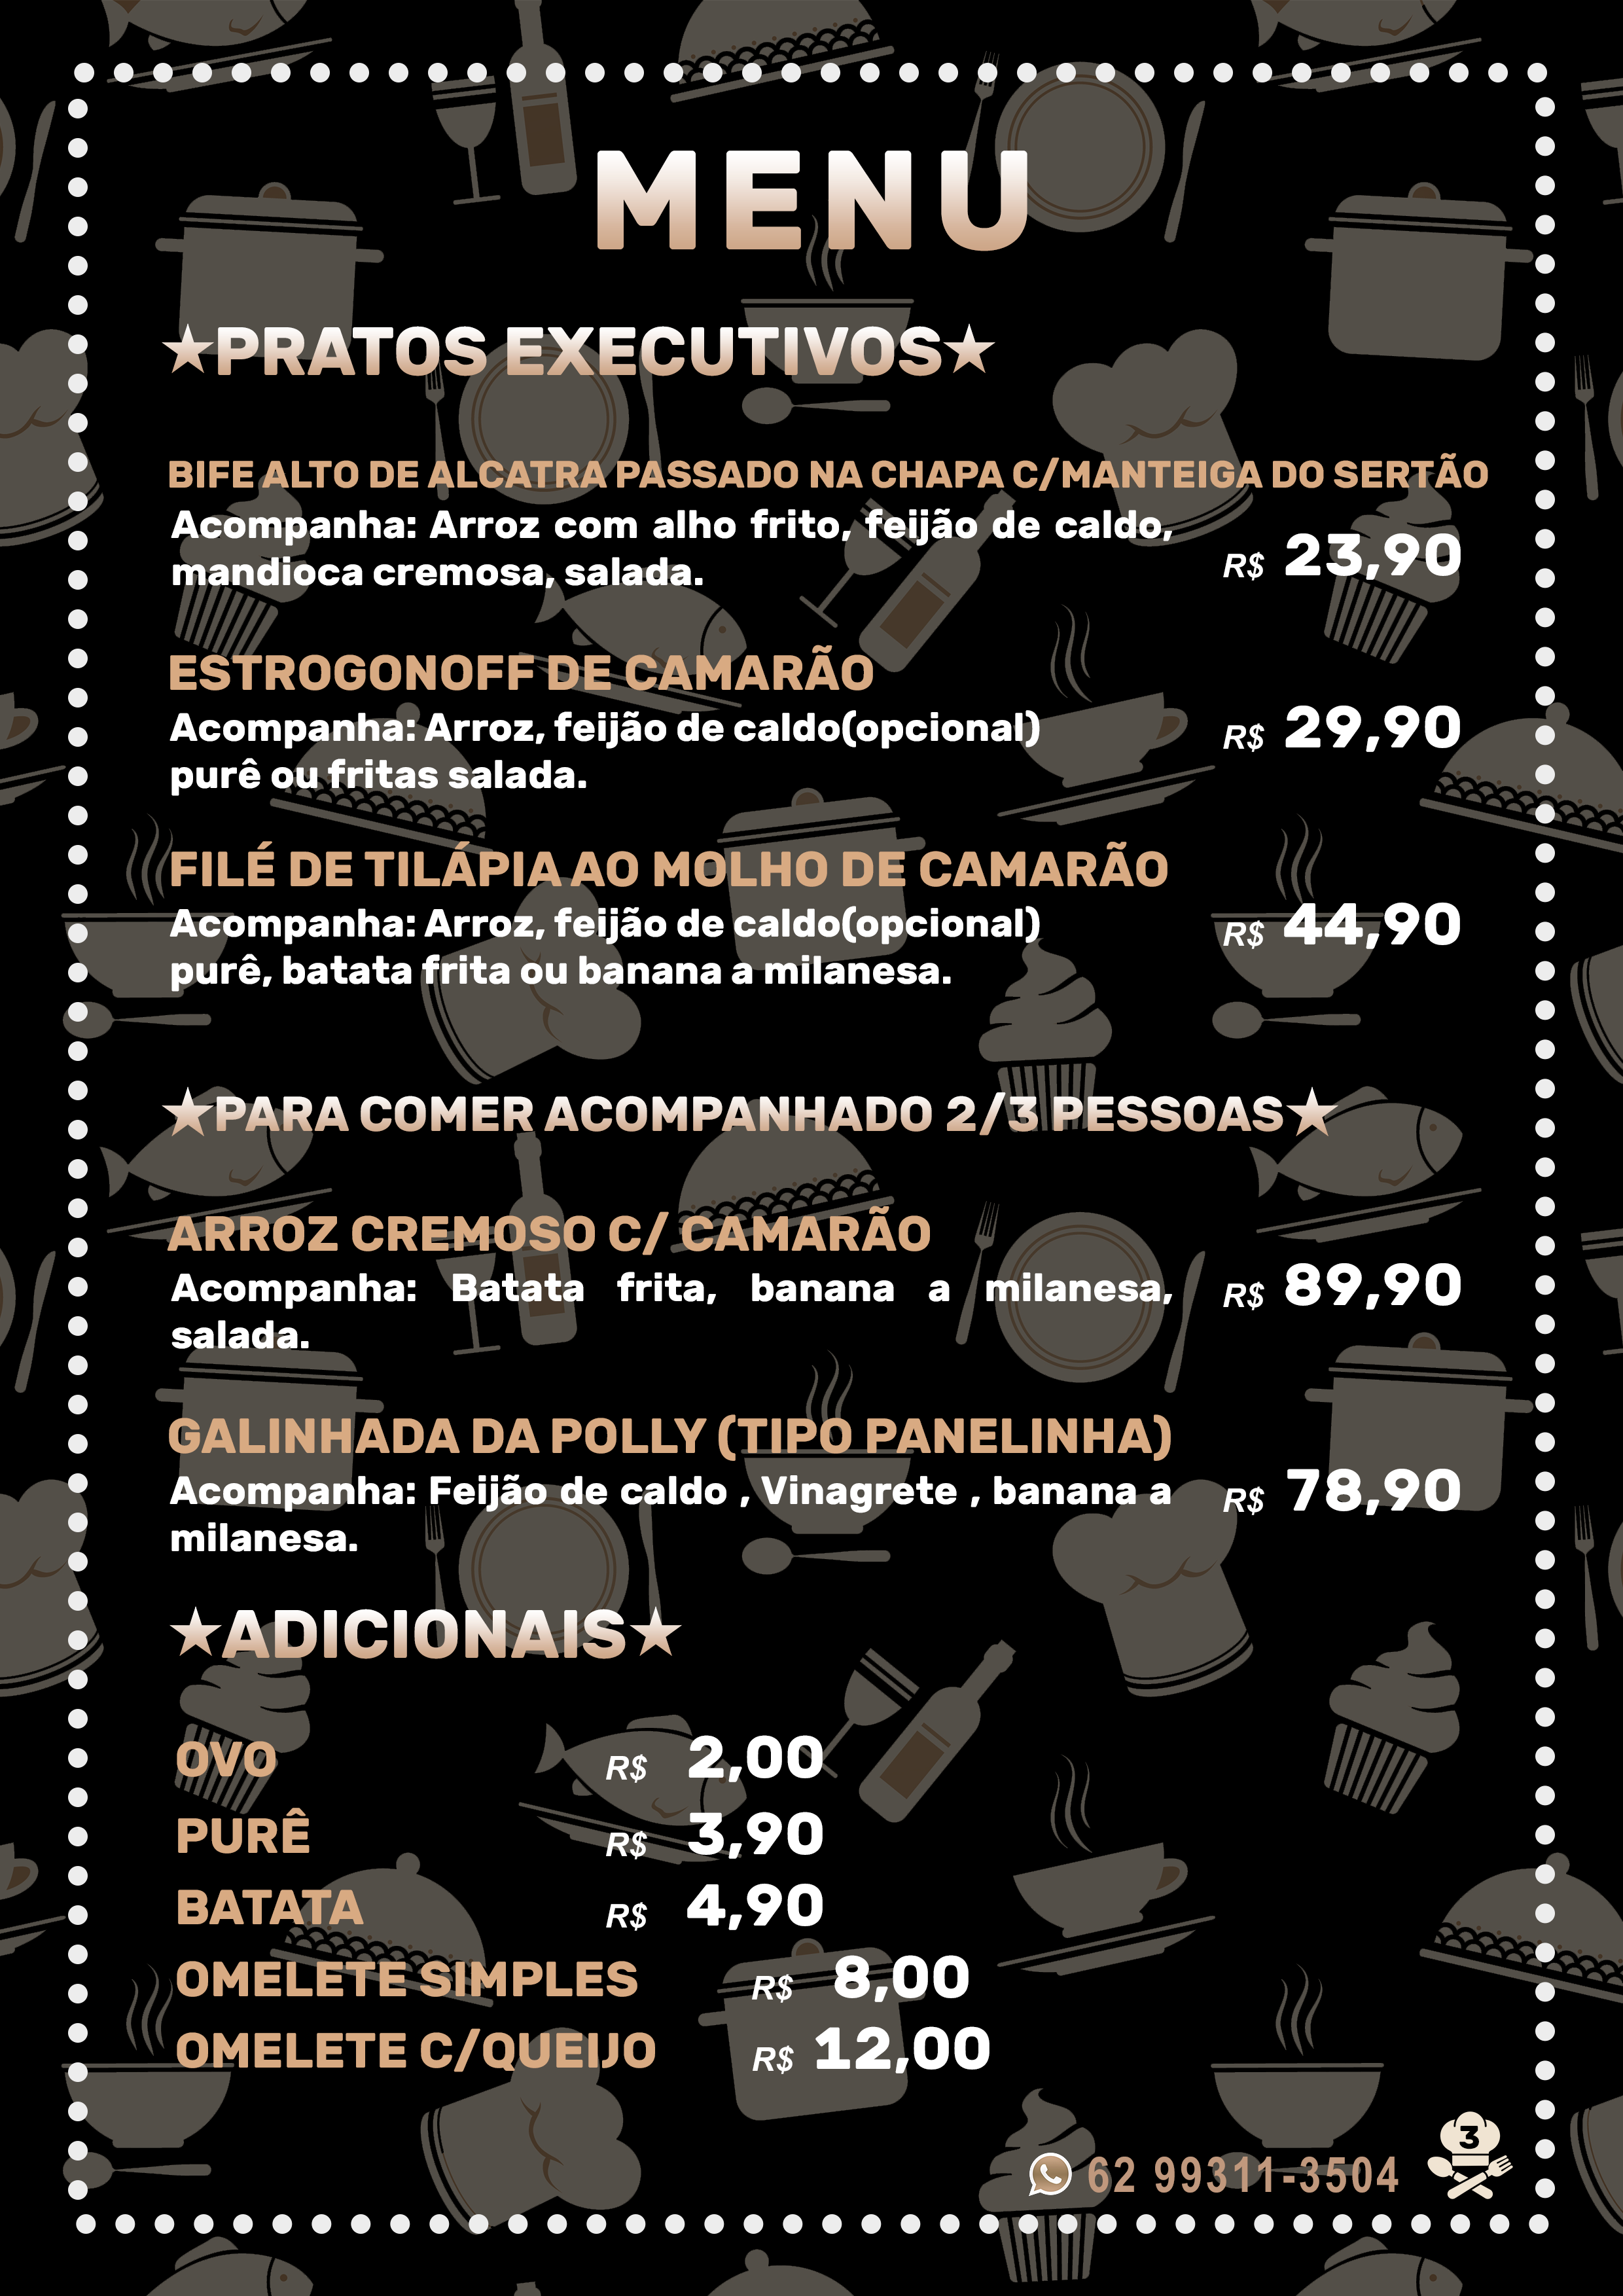 MENU
★PRATOS EXECUTIVOS★
BIFE ALTO DE ALCATRA PASSADO NA CHAPA C/MANTEIGA DO SERTÃO
Acompanha: Arroz com alho frito, feijão de caldo,
mandioca cremosa, salada.
R$ 23,90
ESTROGONOFF DE CAMARÃO
Acompanha: Arroz, feijão de caldo(opcional)
purê ou fritas salada.
R$ 29,90
FILÉ DE TILÁPIA AO MOLHO DE CAMARÃO
Acompanha: Arroz, feijão de caldo(opcional)
purê, batata frita ou banana a milanesa.
R$ 44,90
★PARA COMER ACOMPANHADO 2/3 PESSOAS★
ARROZ CREMOSO C/ CAMARÃO
Acompanha: Batata frita, banana a milanesa,
salada.
R$ 89,90
GALINHADA DA POLLY (TIPO PANELINHA)
Acompanha: Feijão de caldo , Vinagrete , banana a
milanesa.
R$ 78,90
★ADICIONAIS★
OVO R$ 2,00
PURÊ R$ 3,90
BATATA R$ 4,90
OMELETE SIMPLES R$ 8,00
OMELETE C/QUEIJO R$ 12,00
62 99311-3504
3